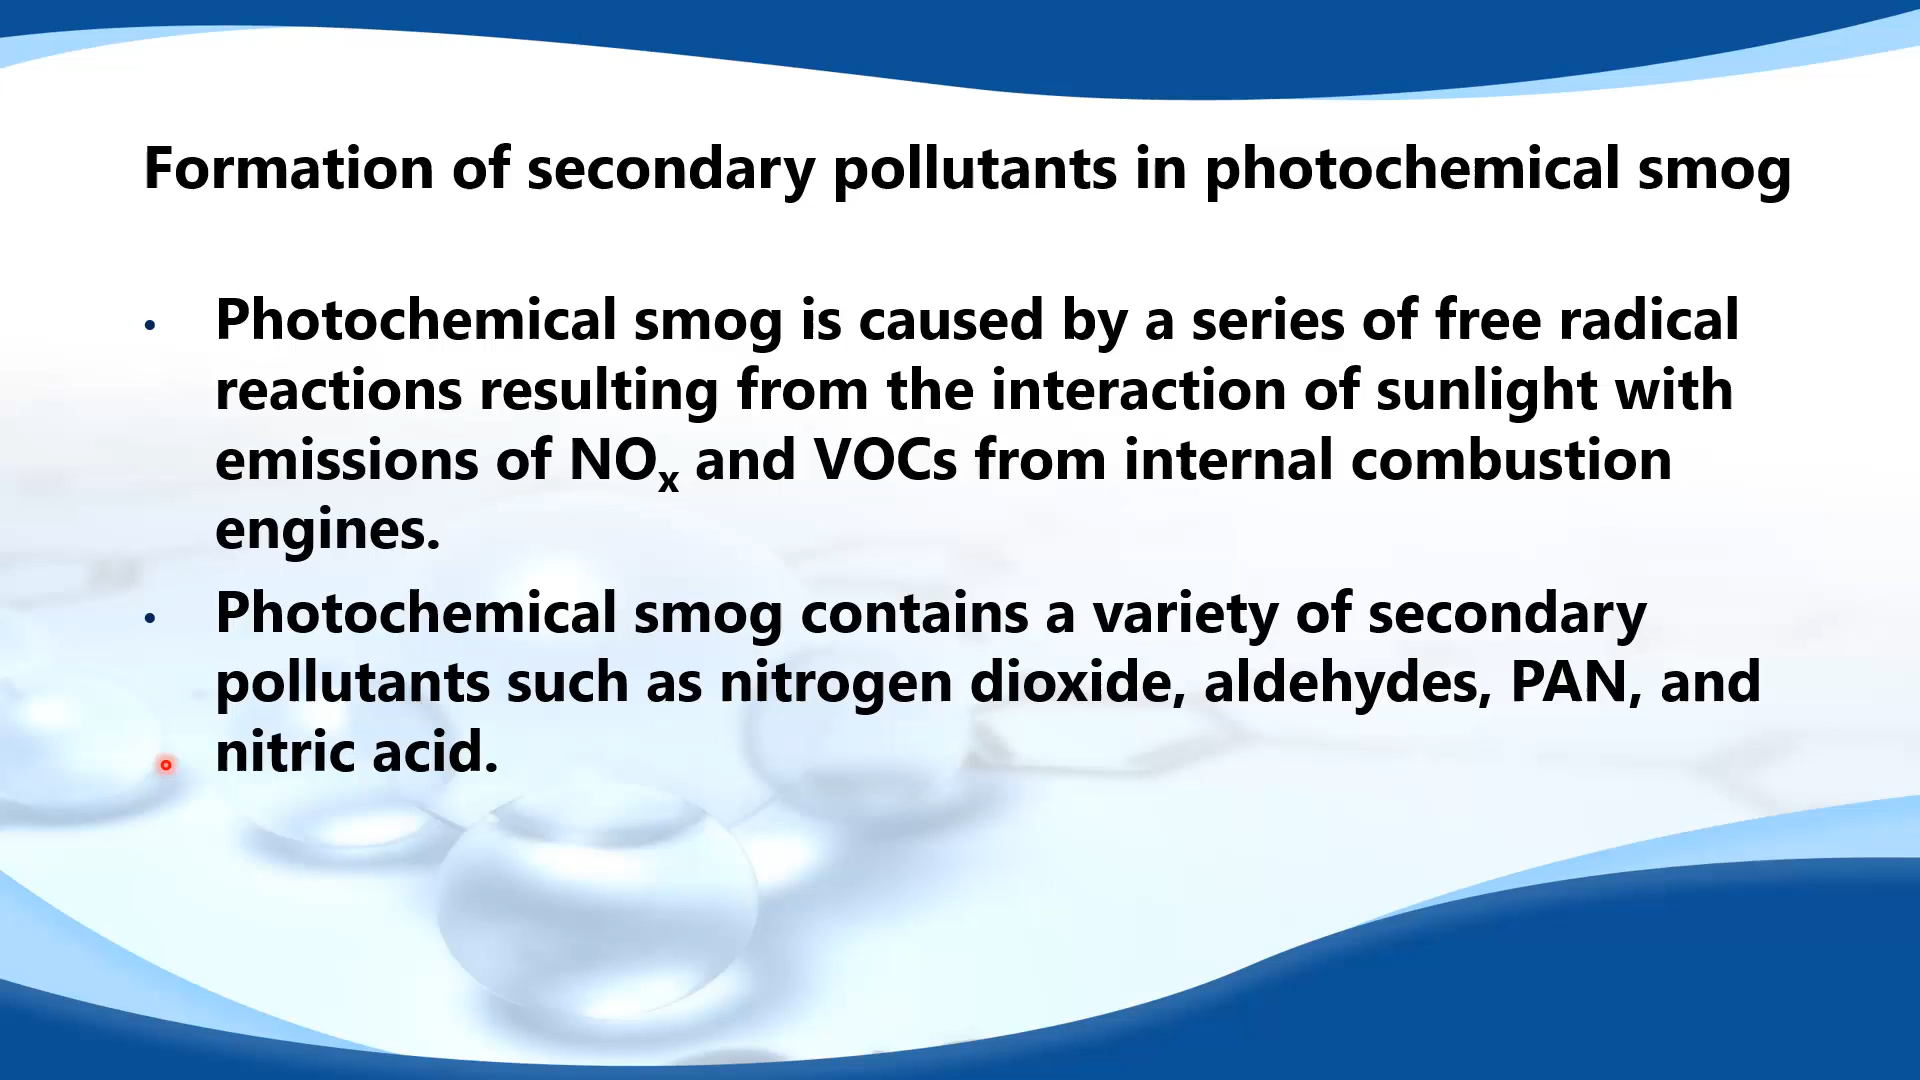 Formation of secondary pollutants in photochemical smog
• Photochemical smog is caused by a series of free radical
reactions resulting from the interaction of sunlight with
emissions of NOₓ and VOCs from internal combustion
engines.
• Photochemical smog contains a variety of secondary
pollutants such as nitrogen dioxide, aldehydes, PAN, and
nitric acid.